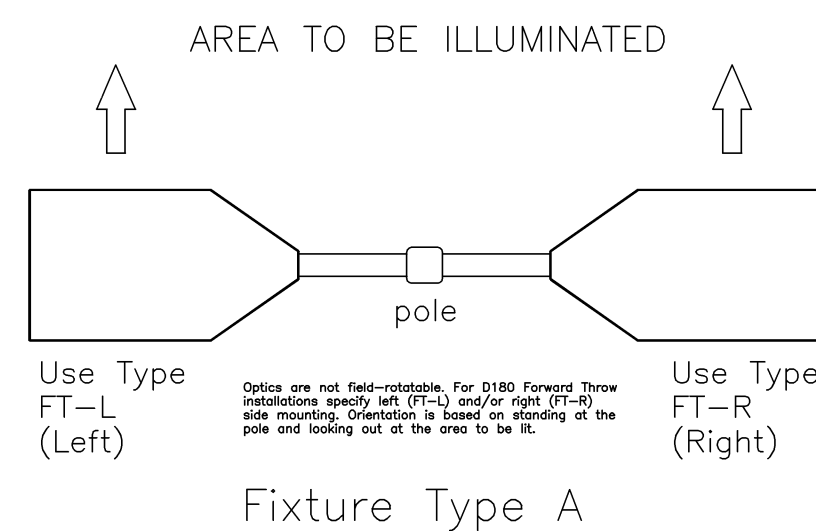 AREA TO BE ILLUMINATED
pole
Use Type
FT-L
(Left)
Optics are not field-rotatable. For D180 Forward Throw
installations specify left (FT-L) and/or right (FT-R)
side mounting. Orientation is based on standing at the
pole and looking out at the area to be lit.
Use Type
FT-R
(Right)
Fixture Type A